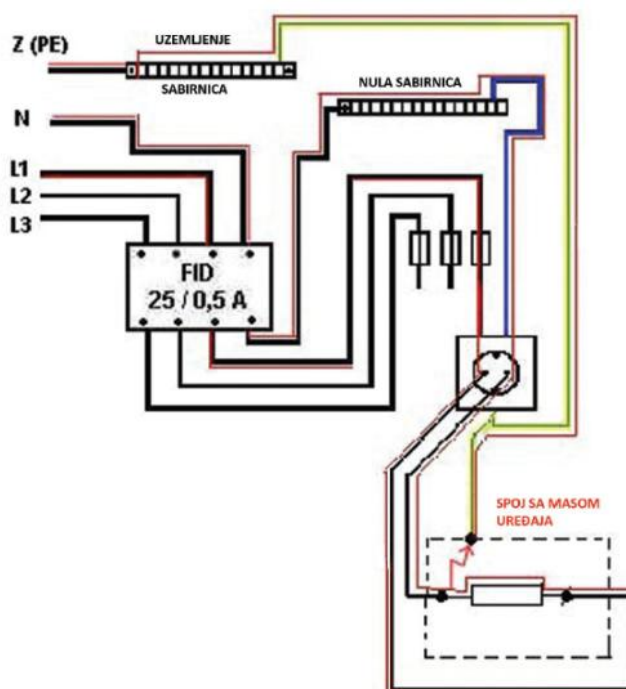 UZEMLJENJE
Z (PE)
SABIRNICA
NULA SABIRNICA
N
L1
L2
L3
FID
25 / 0,5 A
SPOJ SA MASOM
UREĐAJA